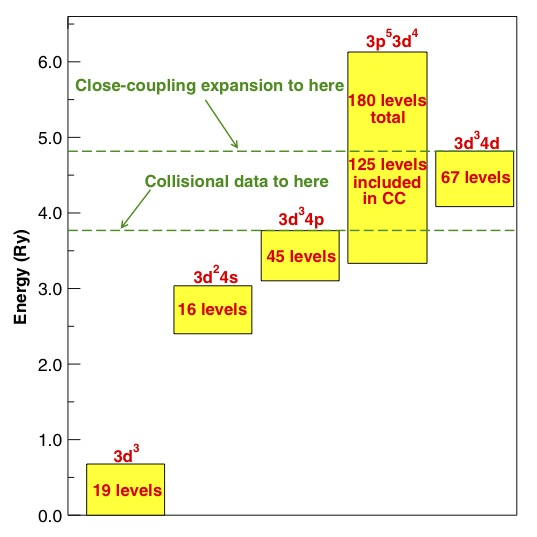 3p⁵3d⁴
6.0
Close-coupling expansion to here
180 levels
total
5.0
3d³4d
125 levels
included
in CC
Collisional data to here
67 levels
4.0
3d³4p
45 levels
3d²4s
3.0
16 levels
2.0
1.0
3d³
19 levels
0.0
Energy (Ry)